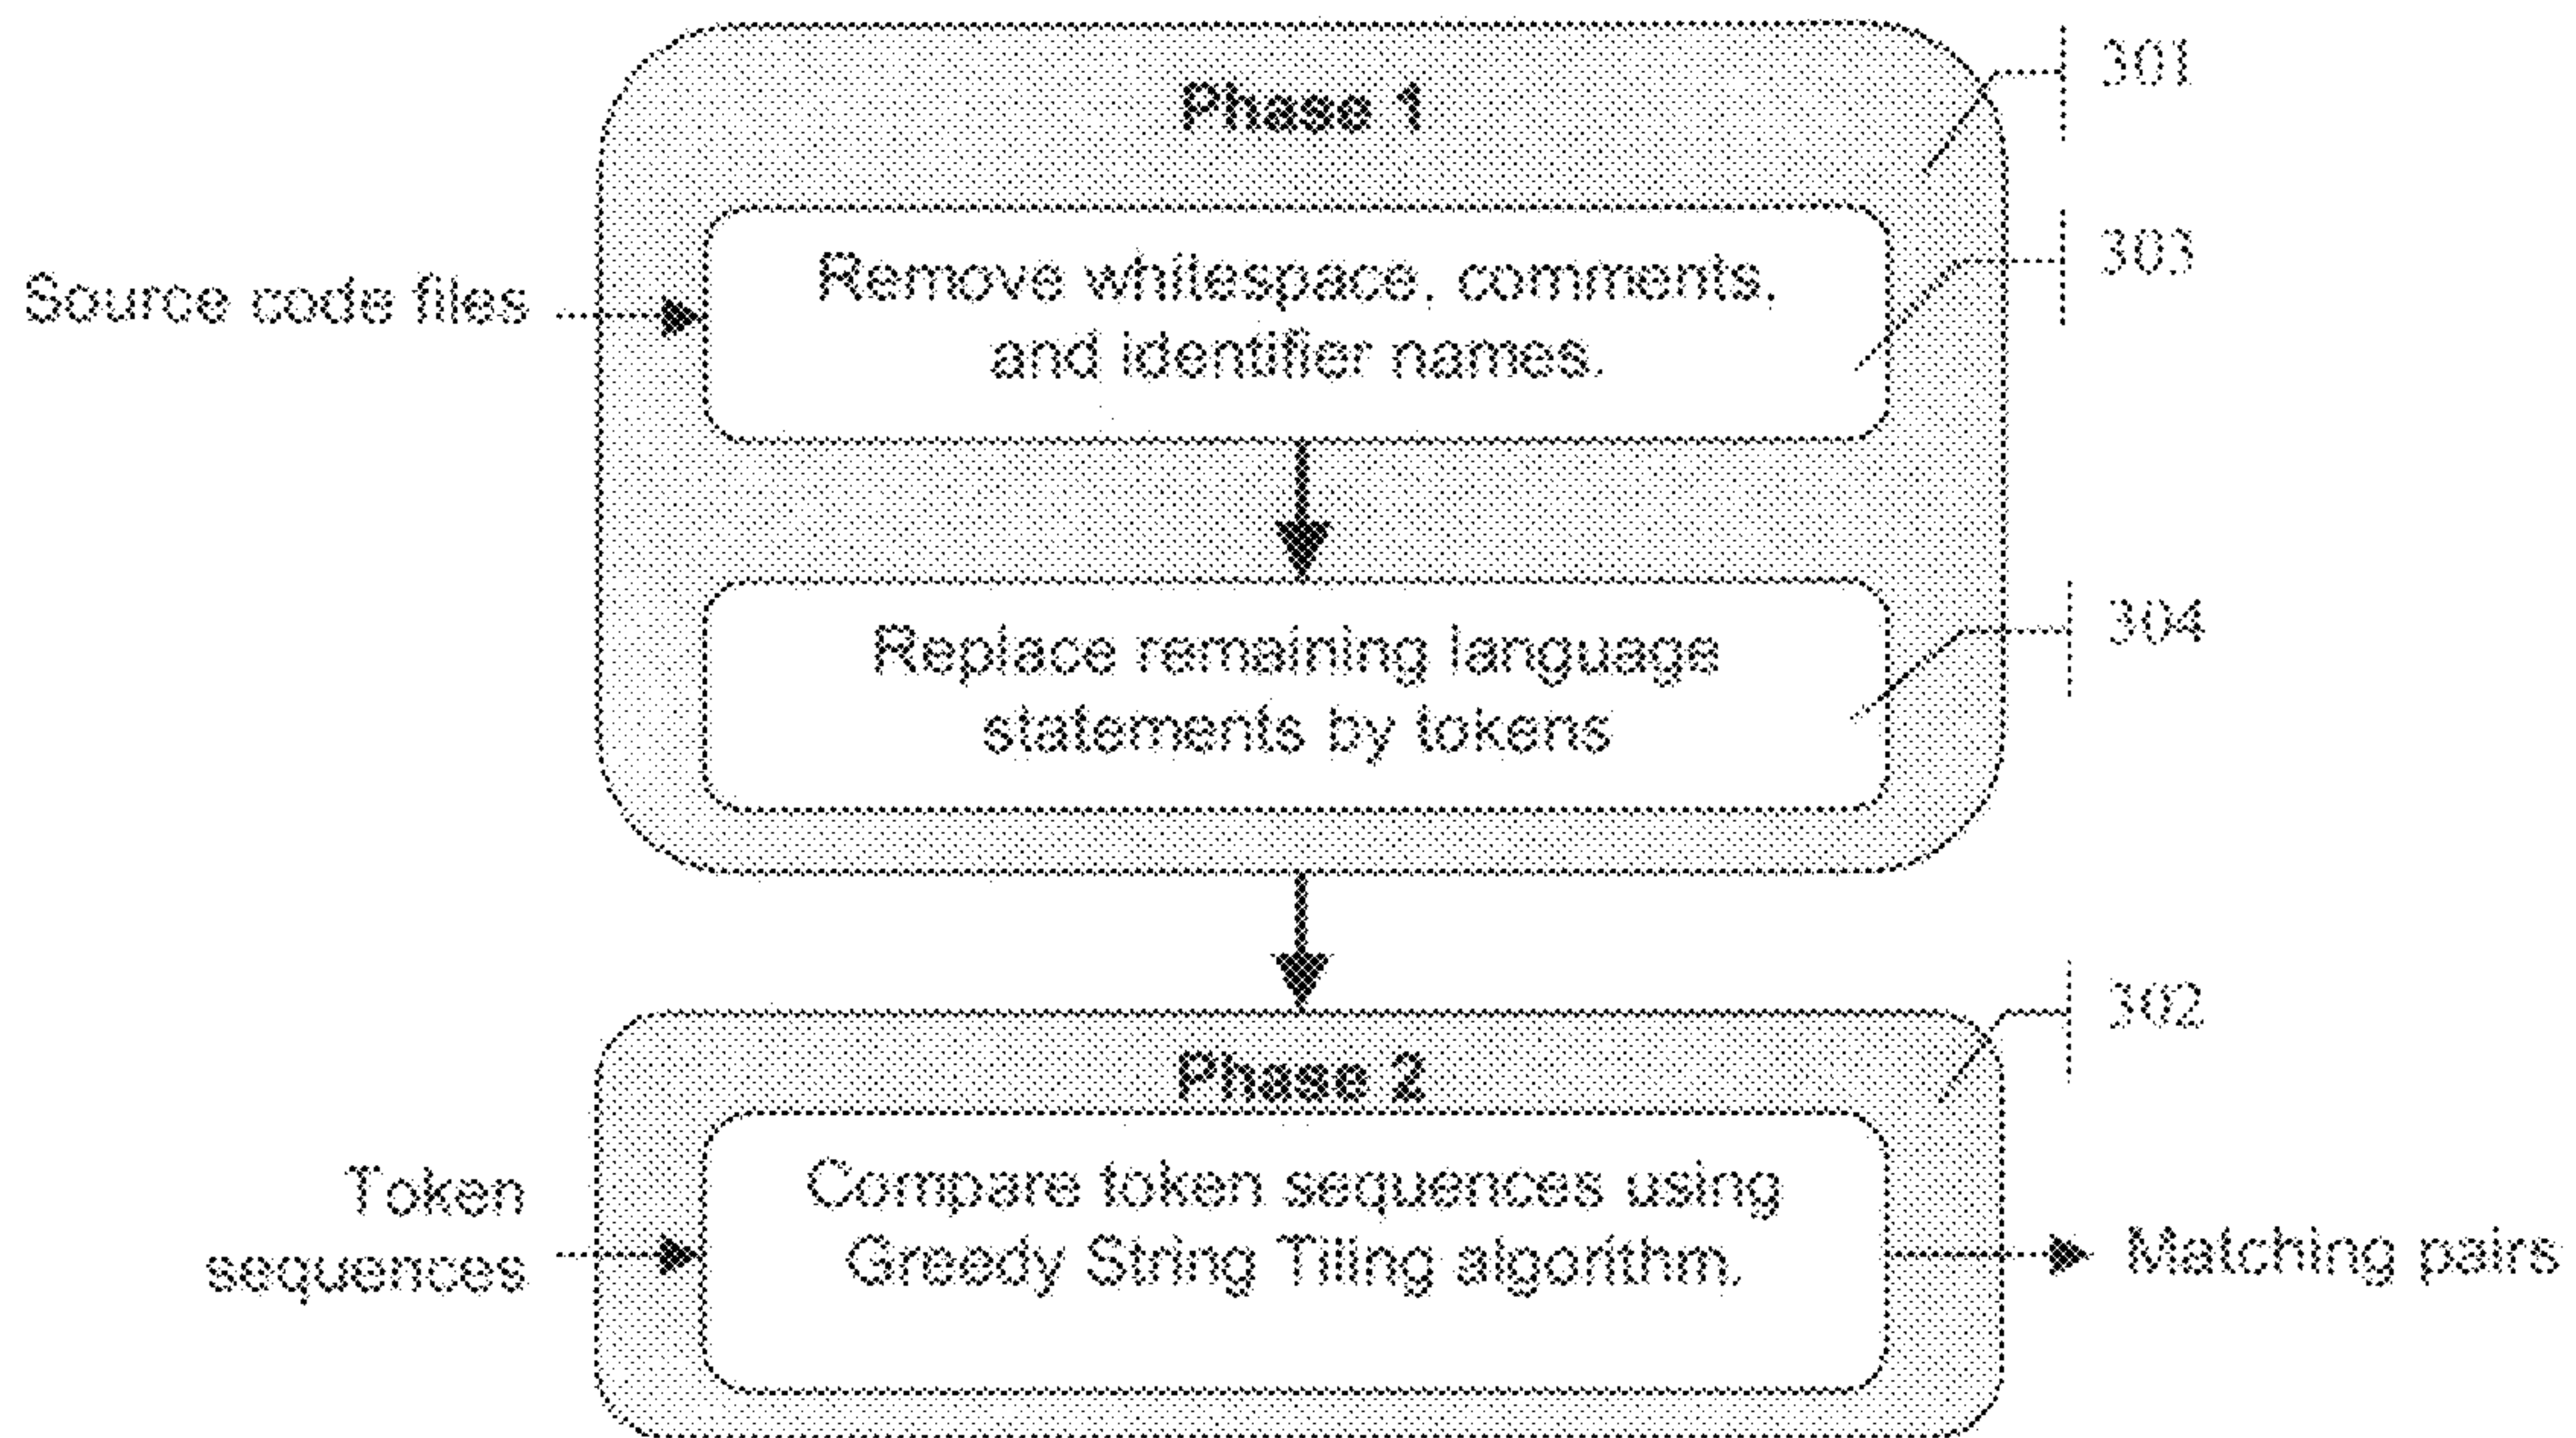 Phase 1
301
Source code files
Remove whitespace, comments,
and identifier names.
303
Replace remaining language
statements by tokens
304
Phase 2
302
Token
sequences
Compare token sequences using
Greedy String Tiling algorithm.
Matching pairs